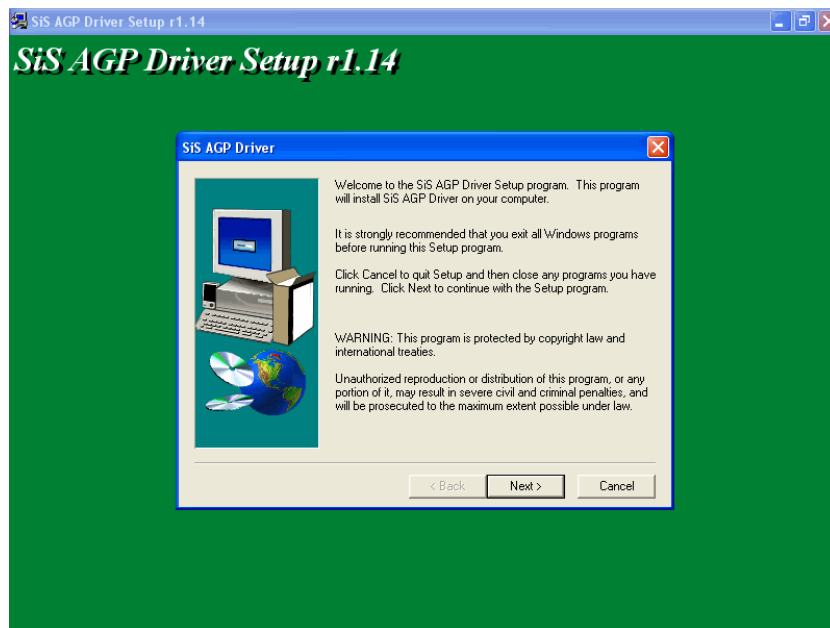 SiS AGP Driver Setup r1.14
SiS AGP Driver Setup r1.14
SiS AGP Driver
Welcome to the SiS AGP Driver Setup program. This program
will install SiS AGP Driver on your computer.
It is strongly recommended that you exit all Windows programs
before running this Setup program.
Click Cancel to quit Setup and then close any programs you have
running. Click Next to continue with the Setup program.
WARNING: This program is protected by copyright law and
international treaties.
Unauthorized reproduction or distribution of this program, or any
portion of it, may result in severe civil and criminal penalties, and
will be prosecuted to the maximum extent possible under law.
< Back Next > Cancel